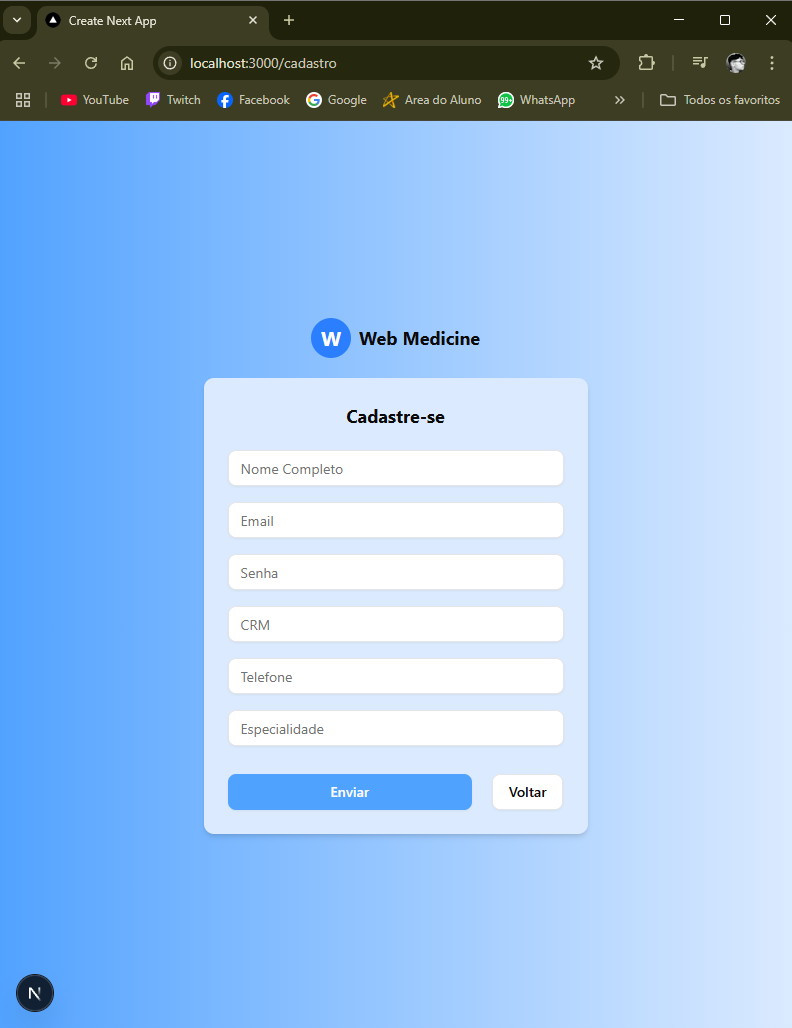 Create Next App
localhost:3000/cadastro
YouTube Twitch Facebook Google Area do Aluno 99+ WhatsApp Todos os favoritos
W Web Medicine
Cadastre-se
Nome Completo
Email
Senha
CRM
Telefone
Especialidade
Enviar Voltar
N